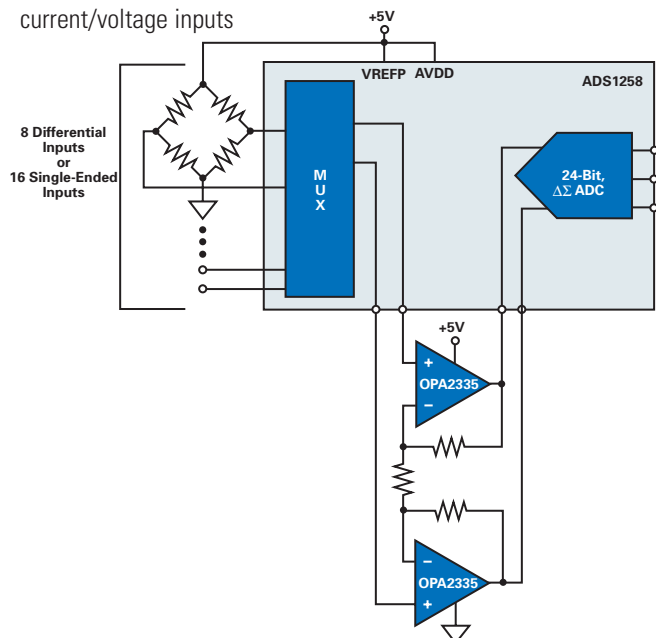 current/voltage inputs
+5V
VREFP AVDD
ADS1258
8 Differential
Inputs
or
16 Single-Ended
Inputs
M
U
X
24-Bit,
ΔΣ ADC
+5V
+
OPA2335
–
–
OPA2335
+